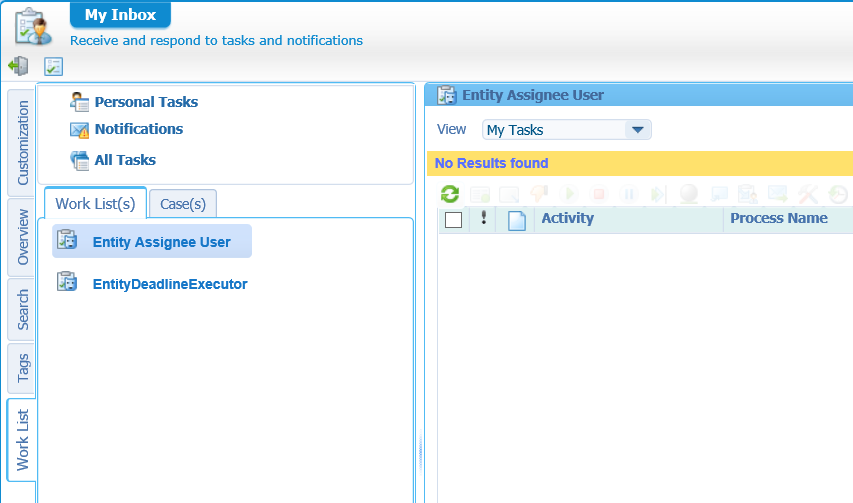 My Inbox
Receive and respond to tasks and notifications
Customization
Overview
Search
Tags
Work List
Personal Tasks
Notifications
All Tasks
Work List(s) Case(s)
Entity Assignee User
EntityDeadlineExecutor
Entity Assignee User
View My Tasks
No Results found
! Activity Process Name